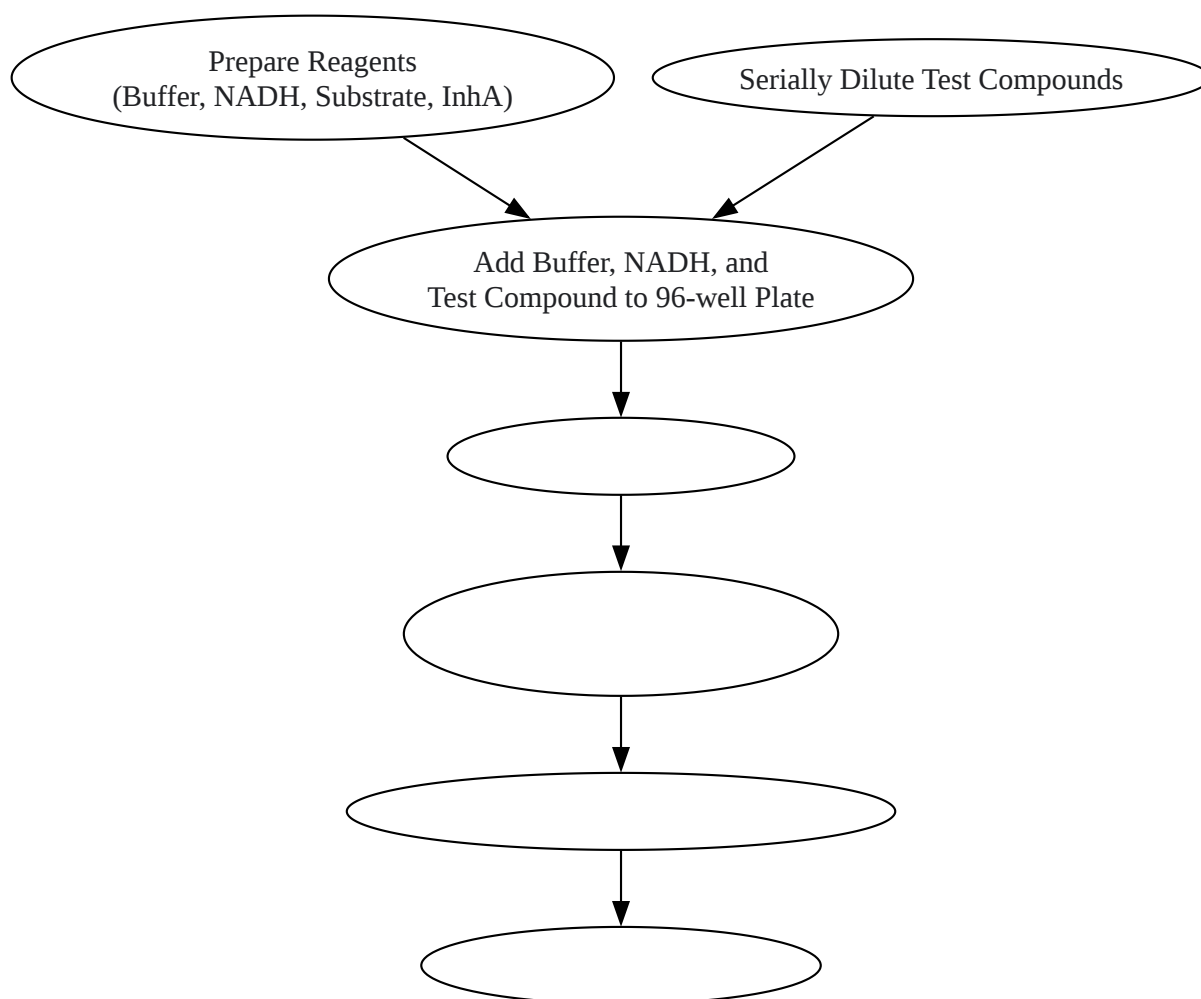 Prepare Reagents
(Buffer, NADH, Substrate, InhA)
Serially Dilute Test Compounds
Add Buffer, NADH, and
Test Compound to 96-well Plate